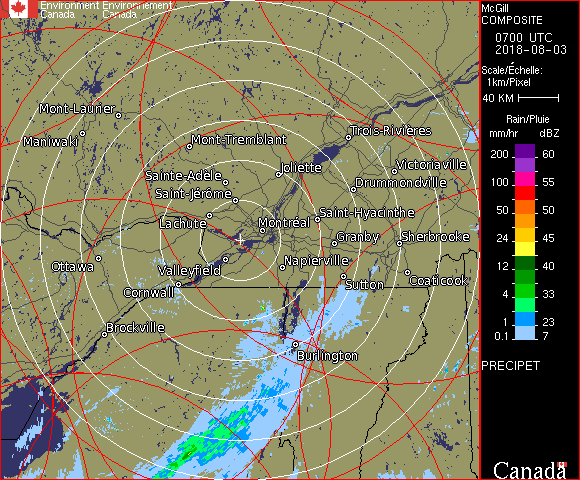 Environment Environnement
Canada Canada
Mont-Laurier
Maniwaki
Mont-Tremblant
Trois-Rivières
Sainte-Adèle
Joliette
Victoriaville
Saint-Jérôme
Drummondville
Lachute
Montréal
Saint-Hyacinthe
Granby
Sherbrooke
Ottawa
Valleyfield
Napierville
Cornwall
Sutton
Coaticook
Brockville
Burlington
McGill
COMPOSITE
0700 UTC
2018-08-03
Scale/Échelle:
1km/Pixel
40 KM
Rain/Pluie
mm/hr dBZ
200 60
100 55
50 50
24 45
12 40
4 33
1 23
0.1 7
PRECIPET
Canada